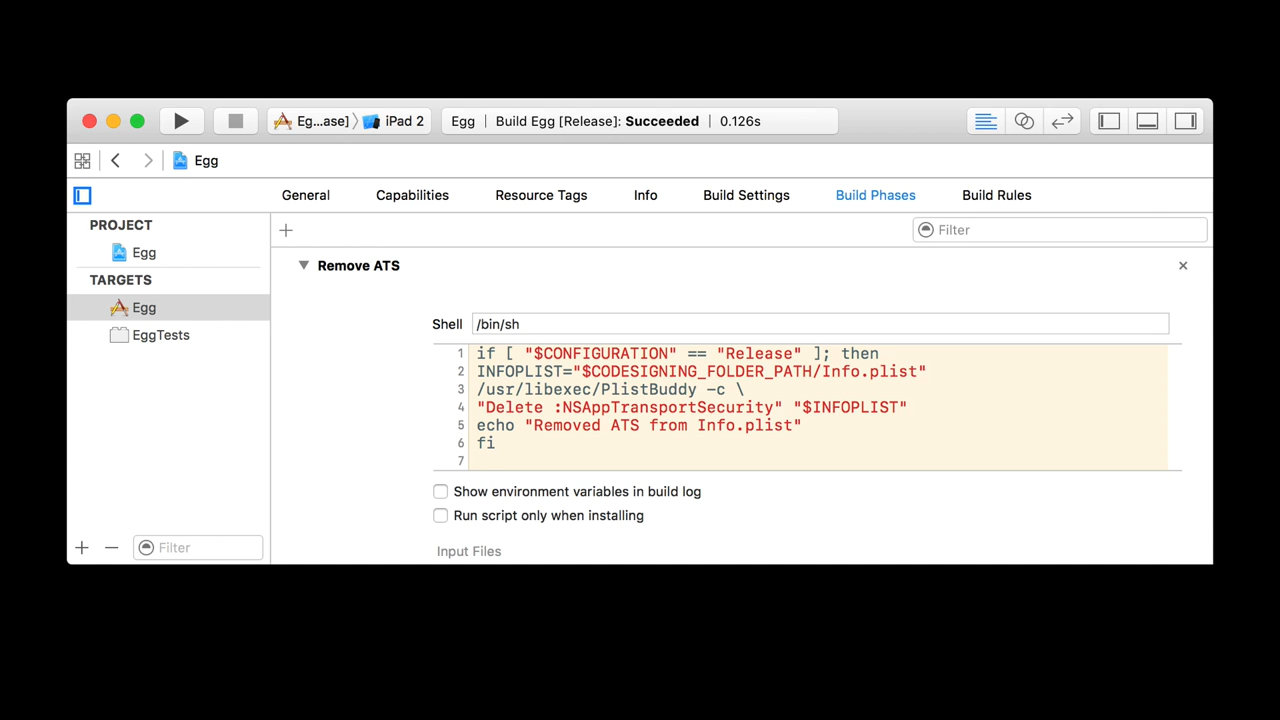 Eg...ase] iPad 2 Egg | Build Egg [Release]: Succeeded | 0.126s
Egg
General Capabilities Resource Tags Info Build Settings Build Phases Build Rules
PROJECT
Egg
TARGETS
Egg
EggTests
Filter
Filter
Remove ATS
Shell /bin/sh
1 if [ "$CONFIGURATION" == "Release" ]; then
2 INFOPLIST="$CODESIGNING_FOLDER_PATH/Info.plist"
3 /usr/libexec/PlistBuddy -c \
4 "Delete :NSAppTransportSecurity" "$INFOPLIST"
5 echo "Removed ATS from Info.plist"
6 fi
7
Show environment variables in build log
Run script only when installing
Input Files